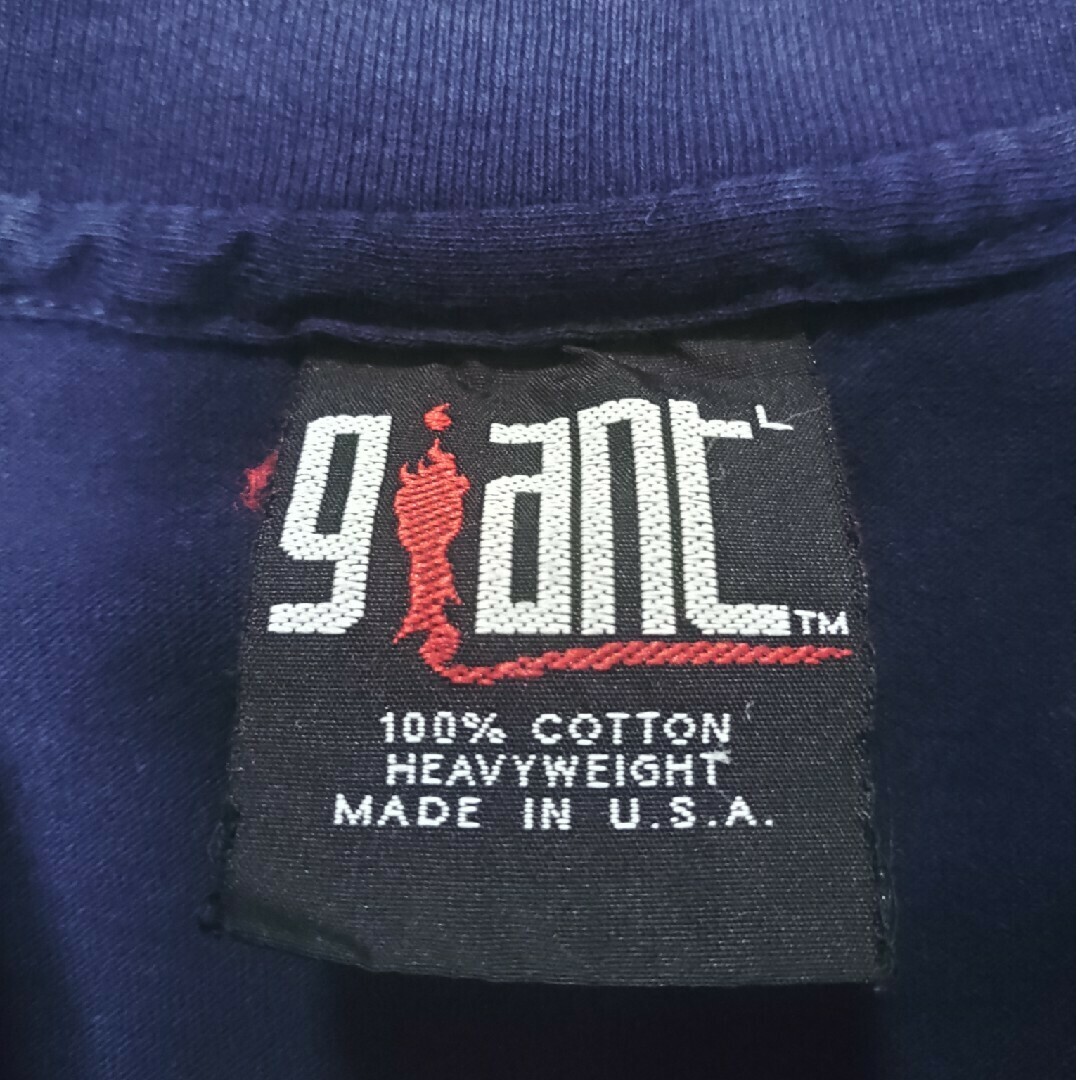 giant L
TM
100% COTTON
HEAVYWEIGHT
MADE IN U.S.A.